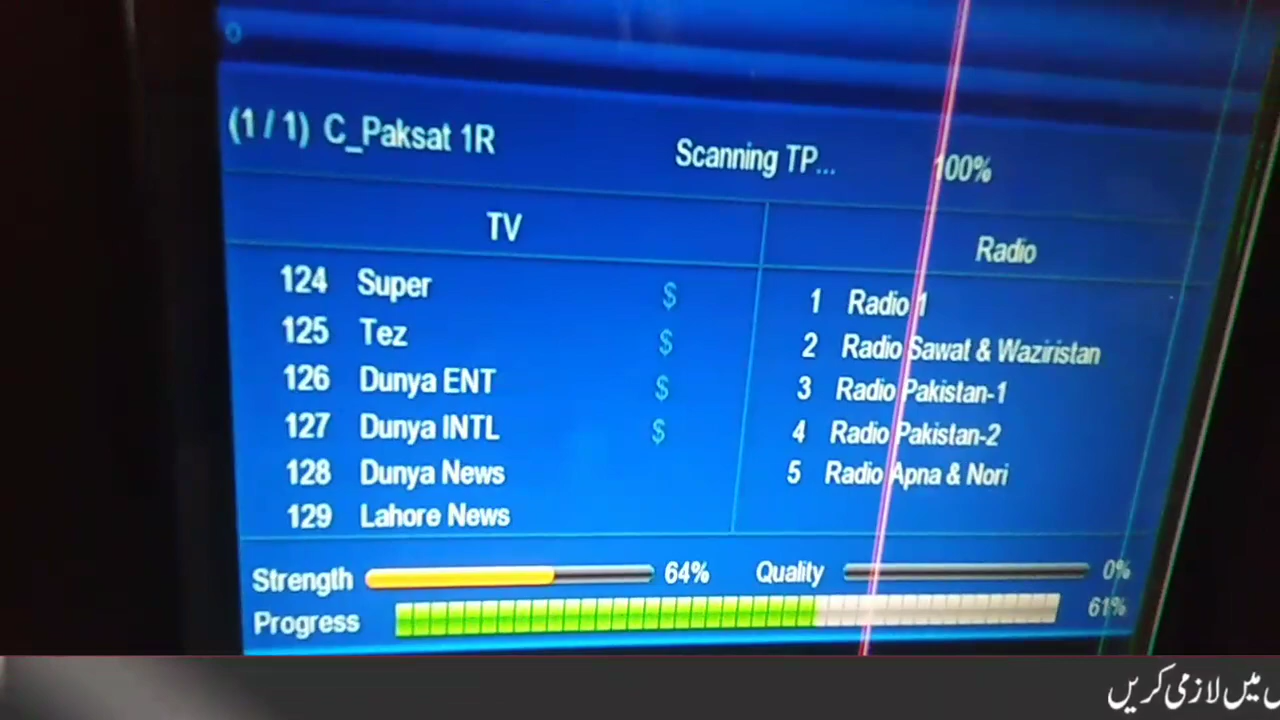 (1 / 1) C_Paksat 1R
Scanning TP... 100%
TV
Radio
124 Super $
125 Tez $
126 Dunya ENT $
127 Dunya INTL $
128 Dunya News
129 Lahore News
1 Radio 1
2 Radio Sawat & Waziristan
3 Radio Pakistan-1
4 Radio Pakistan-2
5 Radio Apna & Nori
Strength 64% Quality 0%
Progress 61%
میں لازمی کریں